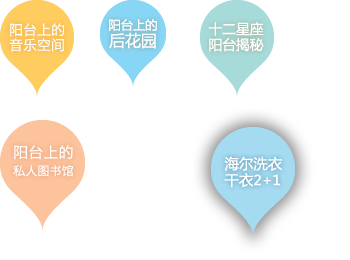 阳台上的
音乐空间
阳台上的
后花园
十二星座
阳台揭秘
阳台上的
私人图书馆
海尔洗衣
干衣2+1